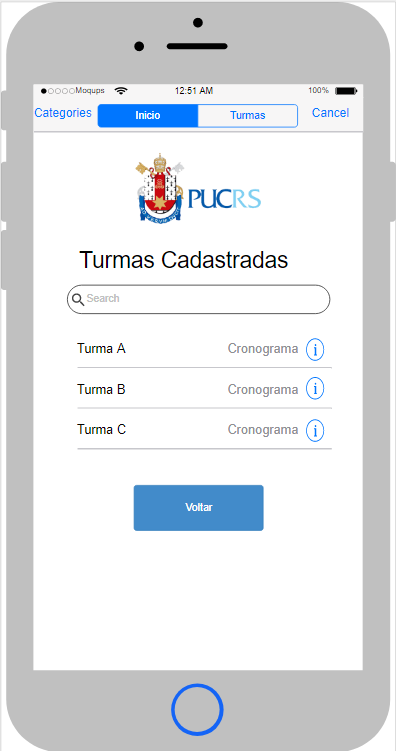 Moqups 12:51 AM 100%
Categories Início Turmas Cancel
PUCRS
Turmas Cadastradas
Search
Turma A Cronograma i
Turma B Cronograma i
Turma C Cronograma i
Voltar